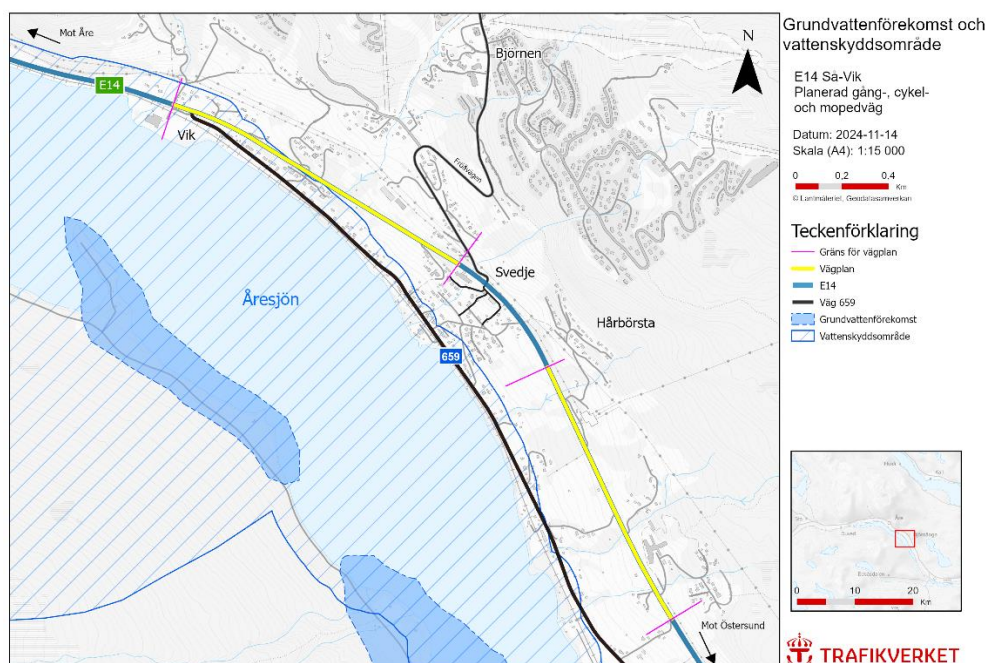 Grundvattenförekomst och
vattenskyddsområde
E14 Så-Vik
Planerad gång-, cykel-
och mopedväg
Datum: 2024-11-14
Skala (A4): 1:15 000
0 0,2 0,4
Km
© Lantmäteriet, Geodatasamverkan
Teckenförklaring
Gräns för vägplan
Vägplan
E14
Väg 659
Grundvattenförekomst
Vattenskyddsområde
Mot Åre
E14
Vik
Björnen
N
Fröåvägen
Svedje
Åresjön
Hårbörsta
659
Mot Östersund
Åre
0 10 20
Km
TRAFIKVERKET